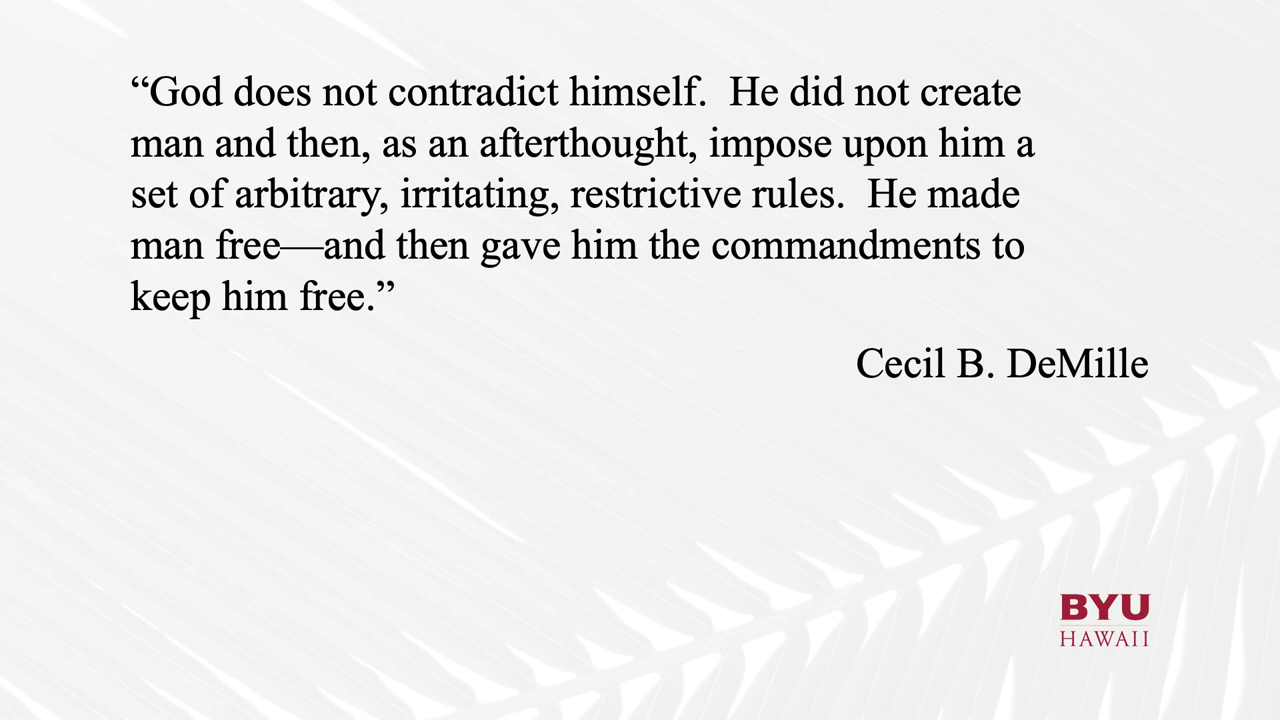 “God does not contradict himself.  He did not create
man and then, as an afterthought, impose upon him a
set of arbitrary, irritating, restrictive rules.  He made
man free—and then gave him the commandments to
keep him free.”
Cecil B. DeMille
BYU
HAWAII